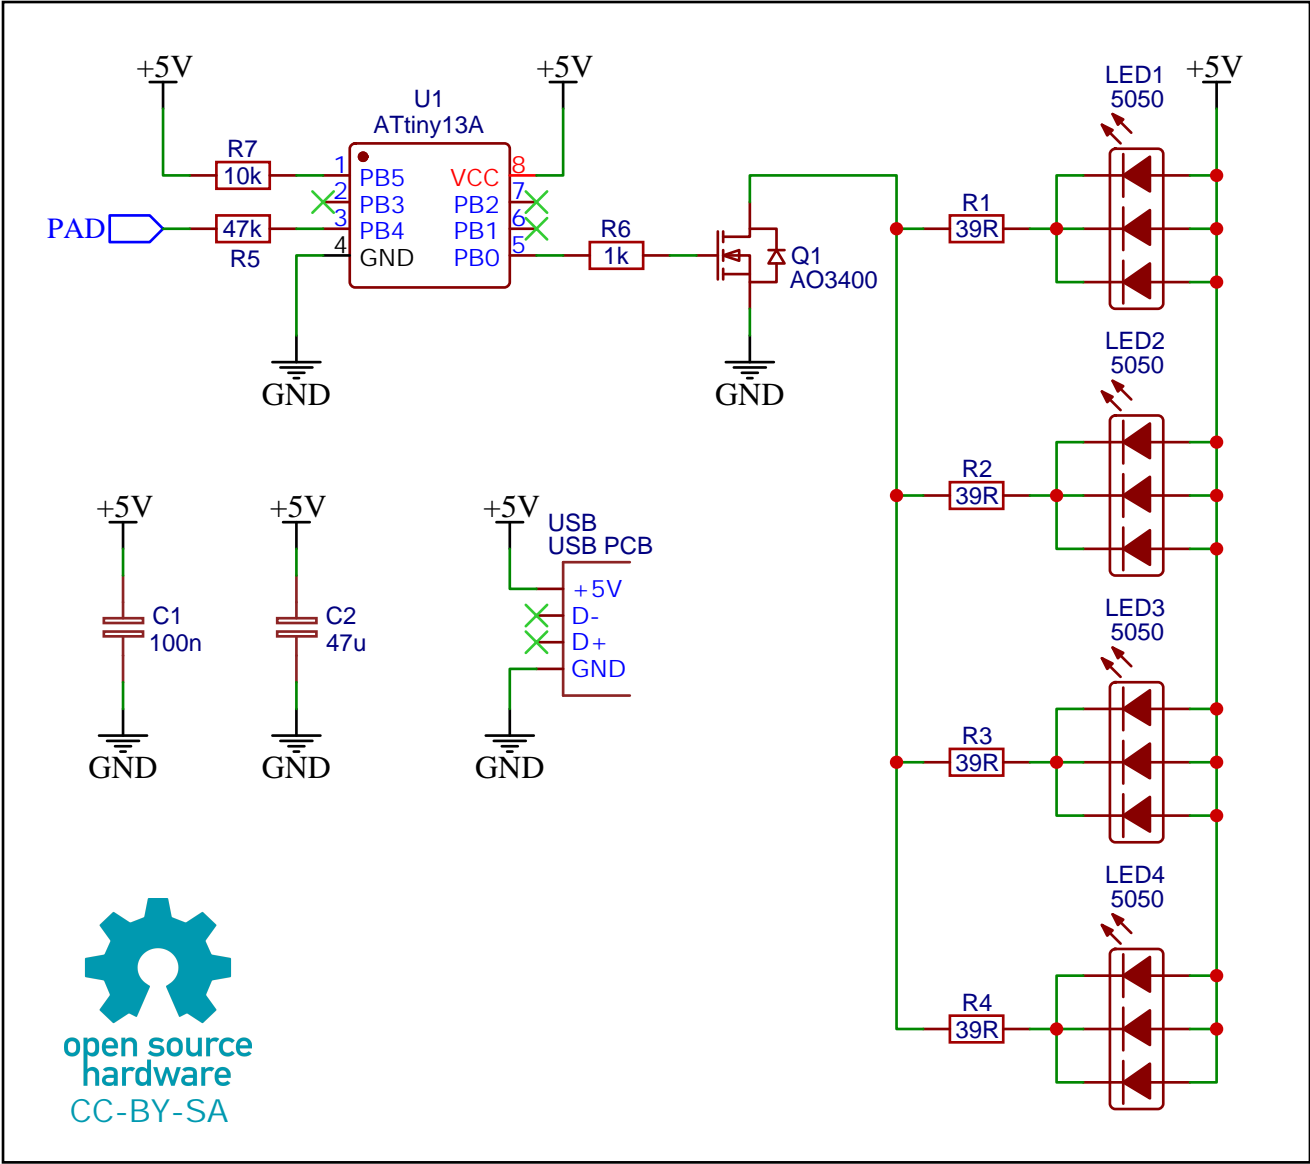 +5V
R7
10k
PAD
47k
R5
GND
U1
ATtiny13A
1
2
3
4
PB5
PB3
PB4
GND
VCC
PB2
PB1
PB0
8
7
6
5
+5V
R6
1k
Q1
AO3400
GND
LED1
5050
+5V
R1
39R
LED2
5050
R2
39R
LED3
5050
R3
39R
LED4
5050
R4
39R
+5V
C1
100n
GND
+5V
C2
47u
GND
+5V
USB
USB PCB
+5V
D-
D+
GND
GND
open source
hardware
CC-BY-SA